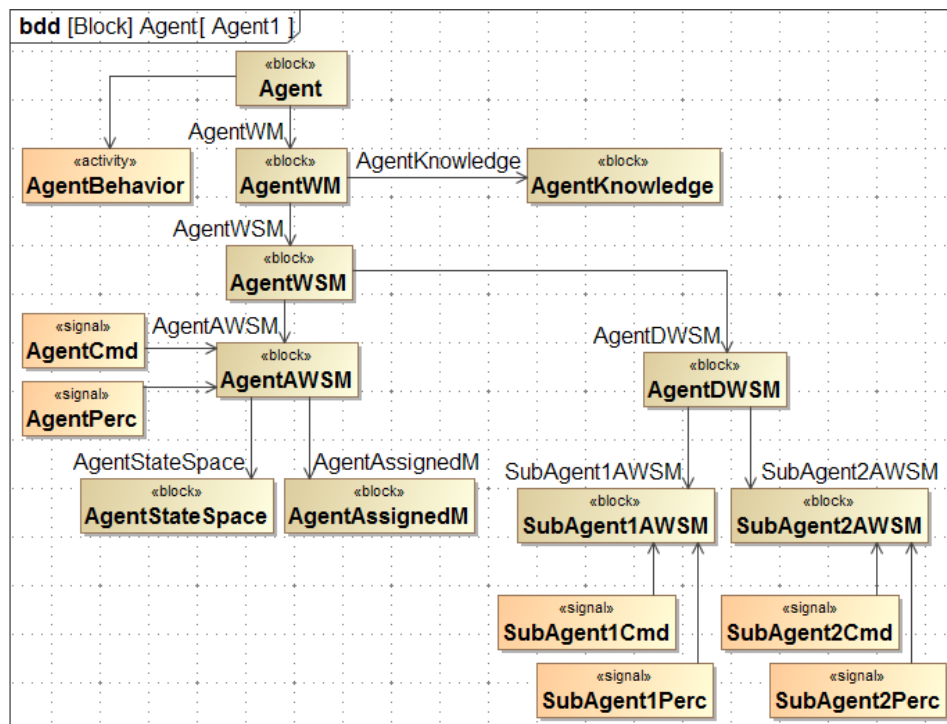 bdd [Block] Agent[ Agent1 ]
«block»
Agent
AgentWM
«activity»
AgentBehavior
«block»
AgentWM
AgentKnowledge
«block»
AgentKnowledge
AgentWSM
«block»
AgentWSM
«signal»
AgentCmd
AgentAWSM
«block»
AgentAWSM
«signal»
AgentPerc
AgentDWSM
«block»
AgentDWSM
AgentStateSpace
AgentAssignedM
«block»
AgentStateSpace
«block»
AgentAssignedM
SubAgent1AWSM
SubAgent2AWSM
«block»
SubAgent1AWSM
«block»
SubAgent2AWSM
«signal»
SubAgent1Cmd
«signal»
SubAgent2Cmd
«signal»
SubAgent1Perc
«signal»
SubAgent2Perc